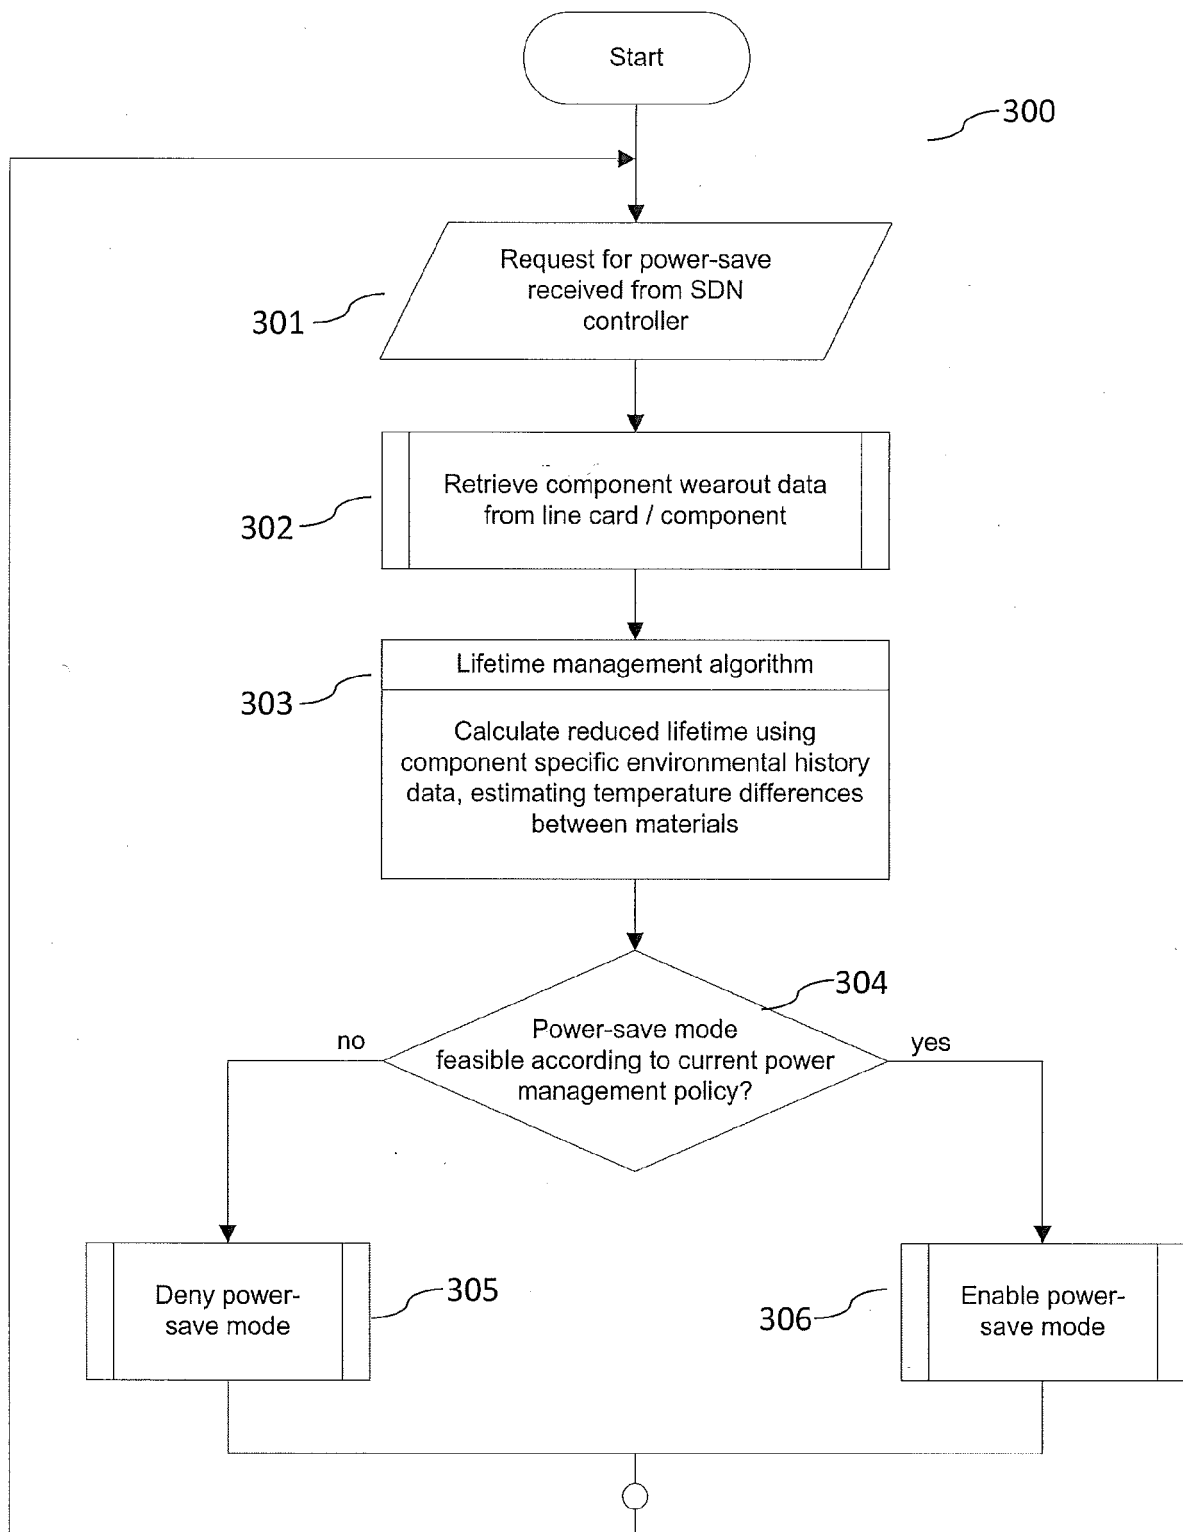 Start
300
Request for power-save
received from SDN
controller
301
Retrieve component wearout data
from line card / component
302
Lifetime management algorithm
303
Calculate reduced lifetime using
component specific environmental history
data, estimating temperature differences
between materials
304
Power-save mode
feasible according to current power
management policy?
no
yes
Deny power-
save mode
305
306
Enable power-
save mode